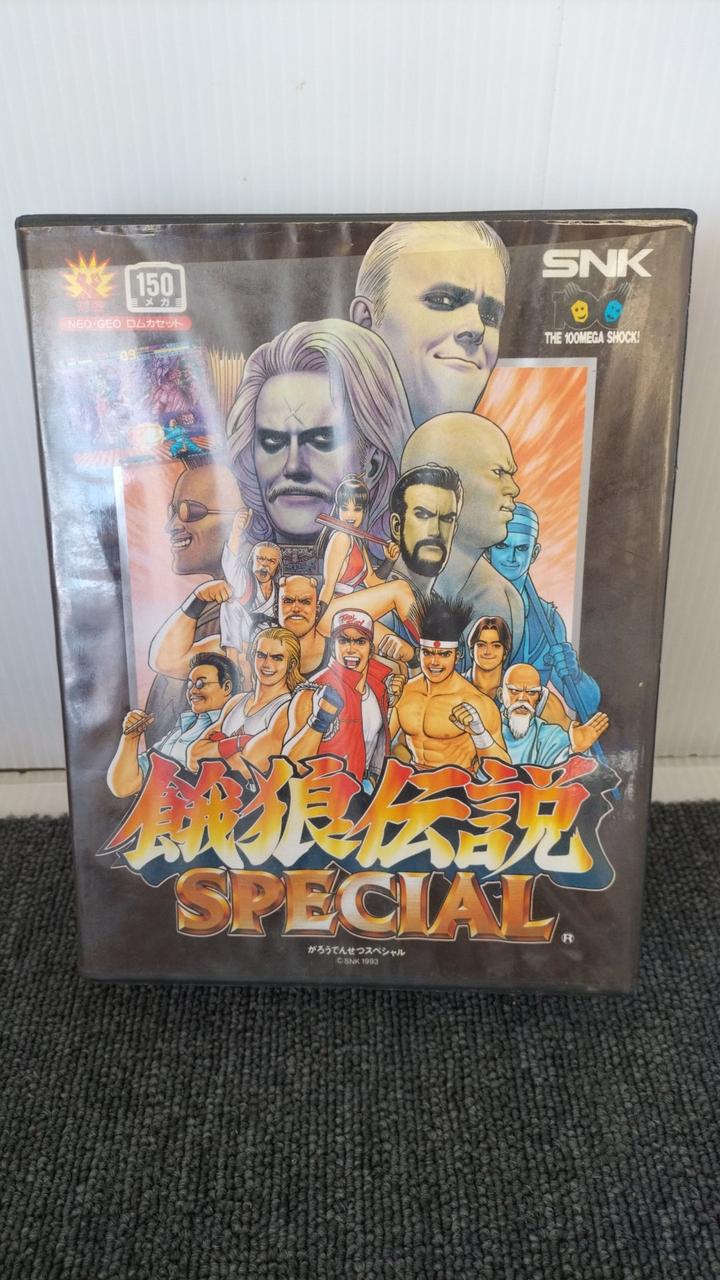 150
メガ
NEO・GEO ロムカセット
SNK
THE 100MEGA SHOCK!
餓狼伝説
SPECIAL
®
がろうでんせつスペシャル
© SNK 1993